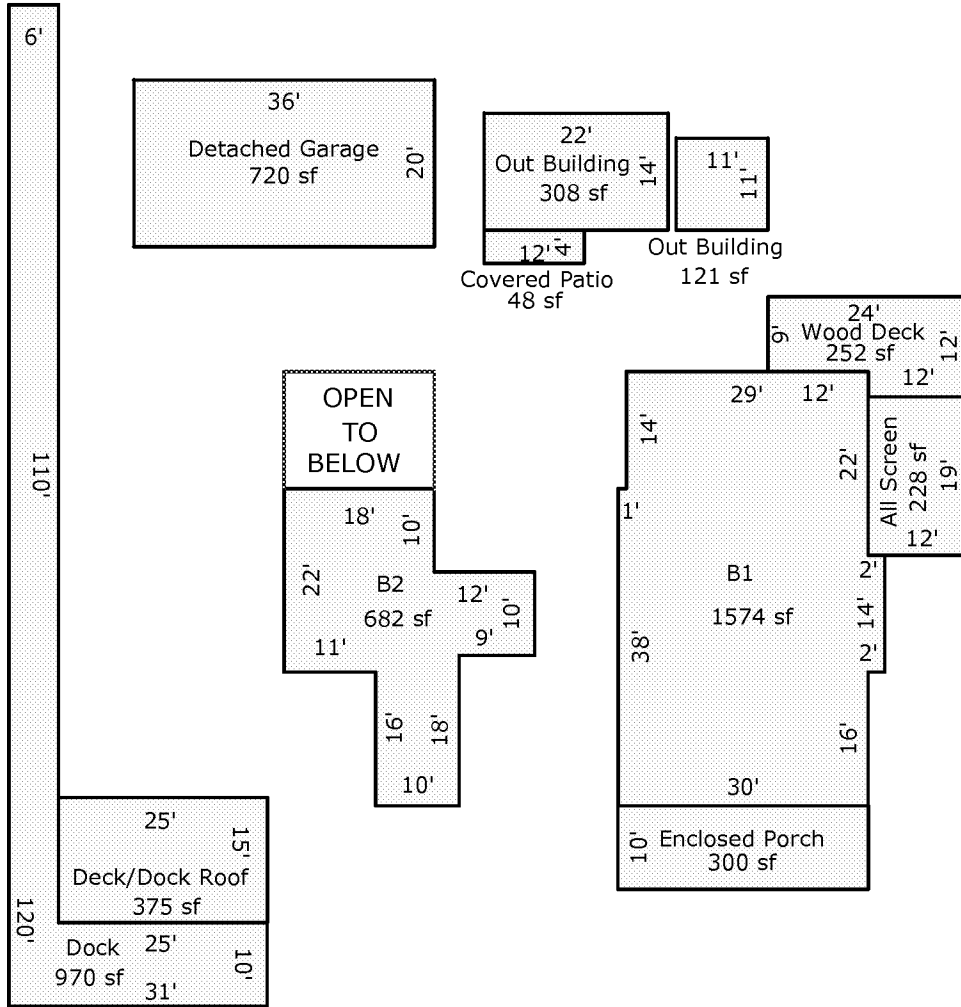 6'
110'
120'
36'
Detached Garage
720 sf
20'
22'
Out Building
308 sf
14'
11'
11'
Out Building
121 sf
12'
4'
Covered Patio
48 sf
24'
9'
Wood Deck
252 sf
12'
12'
OPEN
TO
BELOW
18'
10'
22'
B2
682 sf
12'
10'
9'
11'
16'
18'
10'
29'
12'
14'
22'
1'
B1
1574 sf
2'
14'
2'
38'
16'
30'
All Screen
228 sf
19'
12'
10'
Enclosed Porch
300 sf
25'
15'
Deck/Dock Roof
375 sf
Dock
970 sf
25'
10'
31'